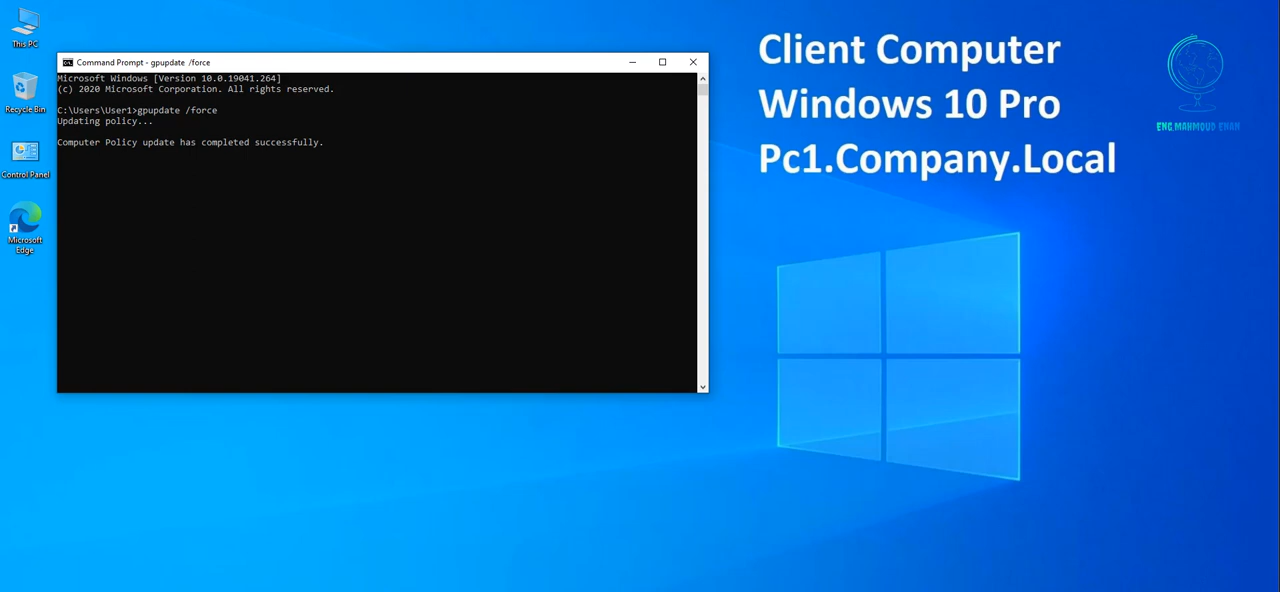 This PC
Recycle Bin
Control Panel
Microsoft
Edge
Command Prompt - gpupdate /force
Microsoft Windows [Version 10.0.19041.264]
(c) 2020 Microsoft Corporation. All rights reserved.
C:\Users\User1>gpupdate /force
Updating policy...
Computer Policy update has completed successfully.
Client Computer
Windows 10 Pro
Pc1.Company.Local
ENG.MAHMOUD EHAN